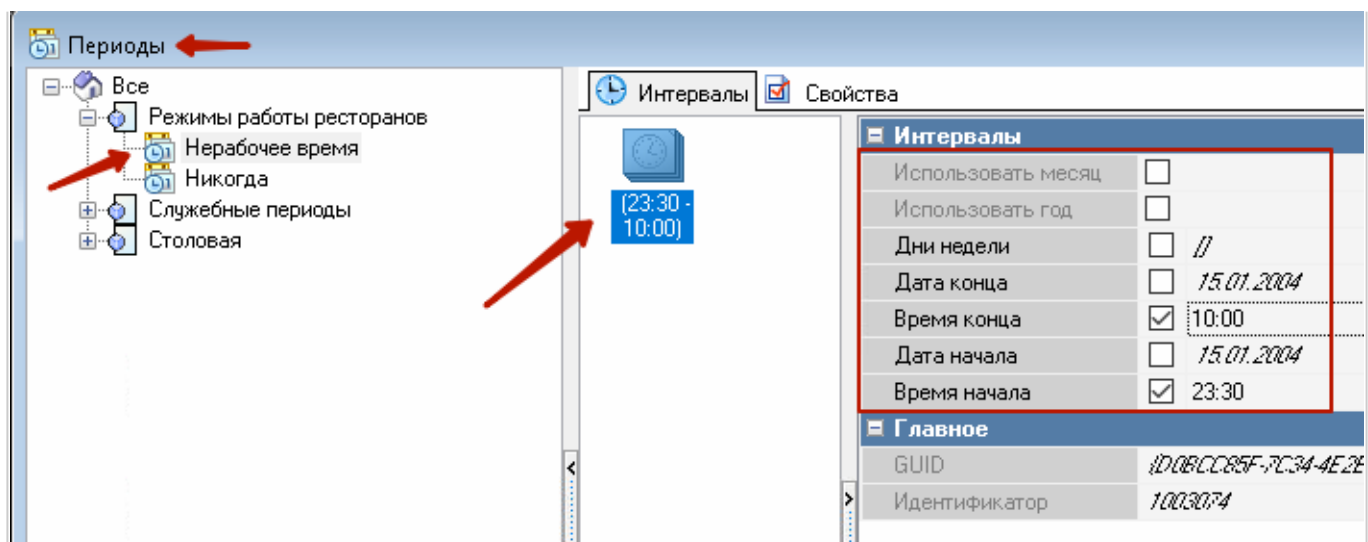 Периоды
Все
Режимы работы ресторанов
Нерабочее время
Никогда
Служебные периоды
Столовая
Интервалы Свойства
(23:30 -
10:00)
Интервалы
Использовать месяц
Использовать год
Дни недели []
Дата конца 15.01.2004
Время конца 10:00
Дата начала 15.01.2004
Время начала 23:30
Главное
GUID {D0BCC85F-7C34-4E2E
Идентификатор 1003074